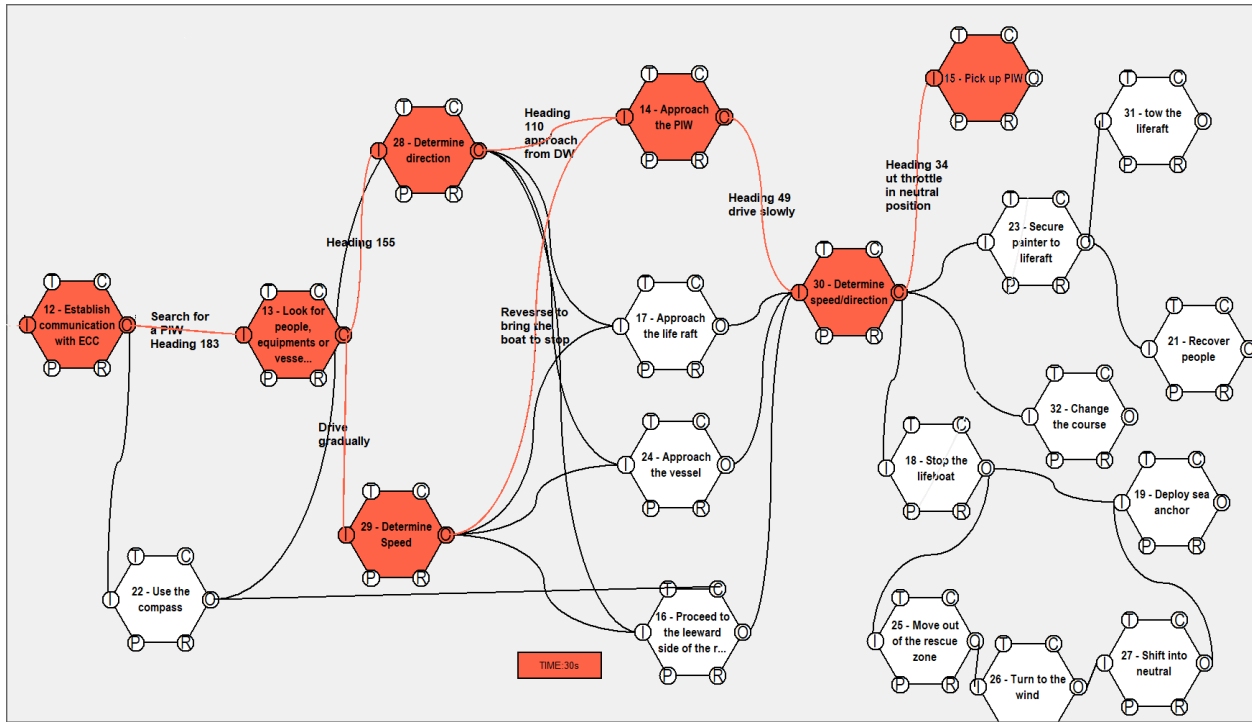 T C
I 12 - Establish O
communication
with ECC
P R
Search for
a PIW
Heading 183
T C
I 13 - Look for O
people,
equipments or
vesse...
P R
Heading 155
Drive
gradually
T C
28 - Determine
direction
I O
P R
T C
29 - Determine
Speed
I O
P R
T C
22 - Use the
compass
I O
P R
Heading
110
approach
from DW
Reverse to
bring the
boat to stop
T C
14 - Approach
the PIW
I O
P R
T C
17 - Approach
the life raft
I O
P R
T C
24 - Approach
the vessel
I O
P R
T C
16 - Proceed to
the leeward
side of the r...
I O
P R
TIME:30s
Heading 49
drive slowly
T C
30 - Determine
speed/direction
I O
P R
Heading 34
ut throttle
in neutral
position
T C
I 15 - Pick up PIW O
P R
T C
31 - tow the
liferaft
I O
P R
T C
23 - Secure
painter to
liferaft
I O
P R
T C
21 - Recover
people
I O
P R
T C
32 - Change
the course
I O
P R
T C
18 - Stop the
lifeboat
I O
P R
T C
19 - Deploy sea
anchor
I O
P R
T C
25 - Move out
of the rescue
zone
I O
P R
T C
26 - Turn to the
wind
I O
T C
27 - Shift into
neutral
I O
P R